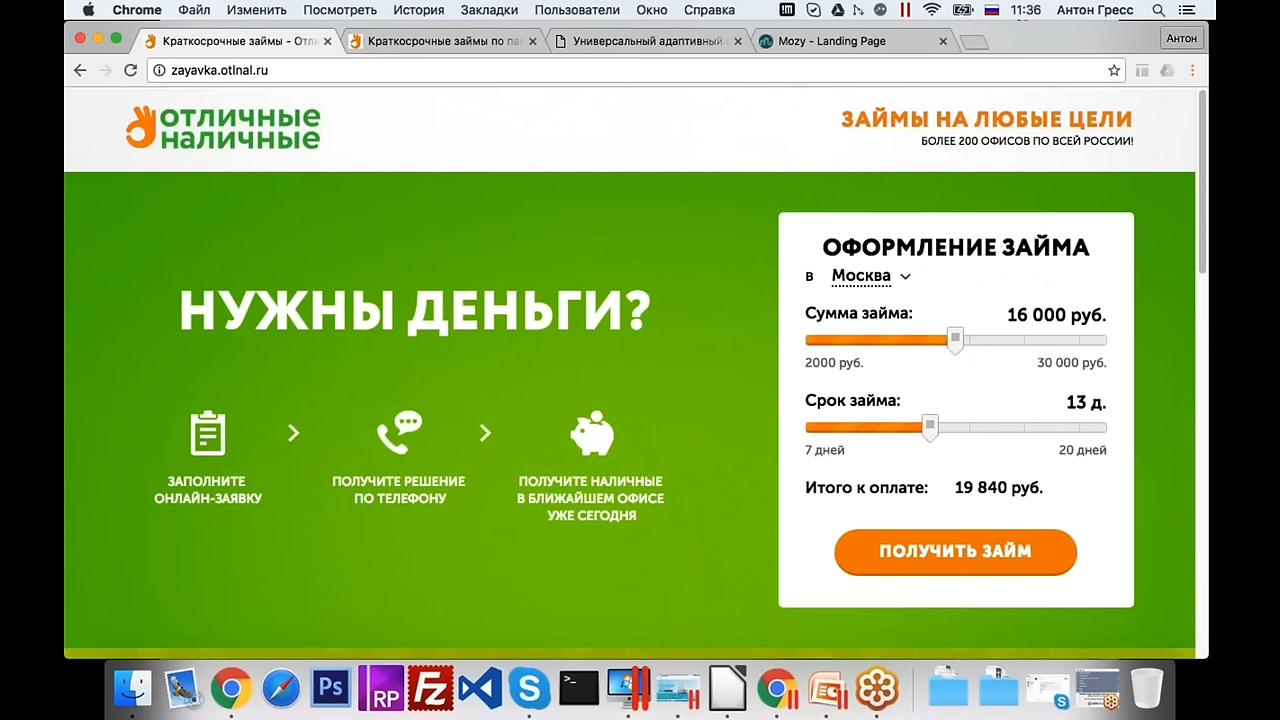 Chrome Файл Изменить Посмотреть История Закладки Пользователи Окно Справка 11:36 Антон Гресс
Краткосрочные займы - Отли
Краткосрочные займы по па
Универсальный адаптивный
Mozy - Landing Page
Антон
zayavka.otlnal.ru
отличные
наличные
ЗАЙМЫ НА ЛЮБЫЕ ЦЕЛИ
БОЛЕЕ 200 ОФИСОВ ПО ВСЕЙ РОССИИ!
НУЖНЫ ДЕНЬГИ?
ЗАПОЛНИТЕ
ОНЛАЙН-ЗАЯВКУ
ПОЛУЧИТЕ РЕШЕНИЕ
ПО ТЕЛЕФОНУ
ПОЛУЧИТЕ НАЛИЧНЫЕ
В БЛИЖАЙШЕМ ОФИСЕ
УЖЕ СЕГОДНЯ
ОФОРМЛЕНИЕ ЗАЙМА
в Москва
Сумма займа: 16 000 руб.
2000 руб. 30 000 руб.
Срок займа: 13 д.
7 дней 20 дней
Итого к оплате: 19 840 руб.
ПОЛУЧИТЬ ЗАЙМ
Ps
RP
Fz